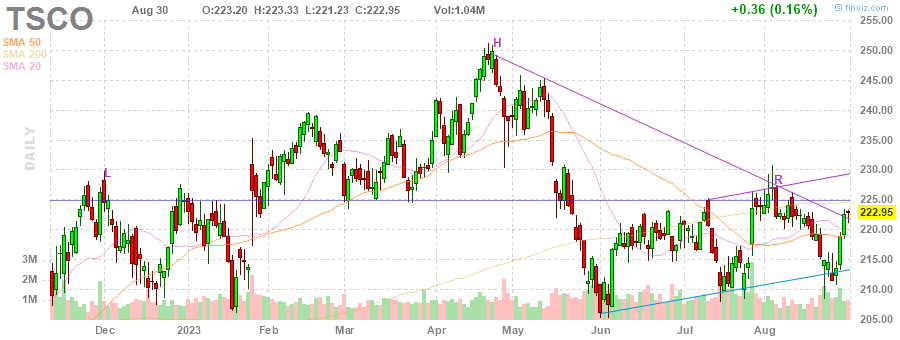 TSCO Aug 30 O:223.20 H:223.33 L:221.23 C:222.95 Vol:1.04M +0.36 (0.16%) © finviz.com
SMA 50
SMA 200
SMA 20
DAILY
H
L
R
255.00
250.00
245.00
240.00
235.00
230.00
225.00
222.95
220.00
215.00
210.00
205.00
3M
2M
1M
Dec 2023 Feb Mar Apr May Jun Jul Aug